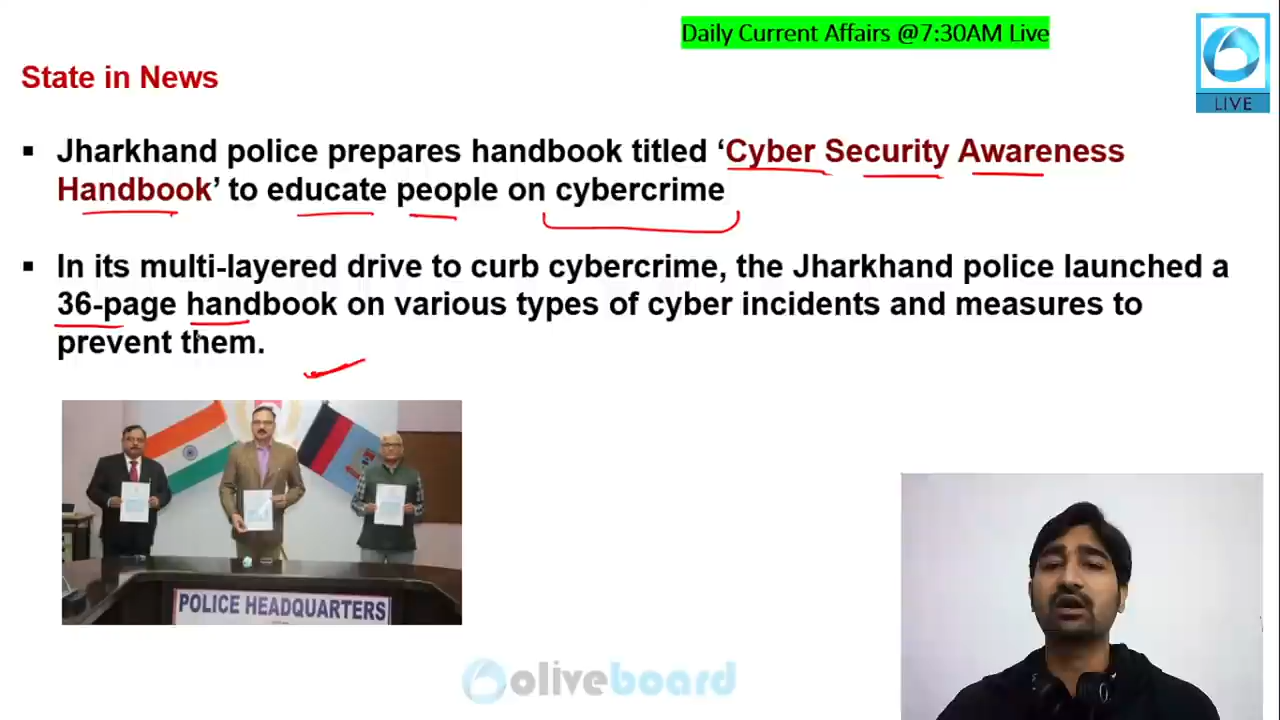 Daily Current Affairs @7:30AM Live
LIVE
State in News
▪ Jharkhand police prepares handbook titled ‘Cyber Security Awareness
Handbook’ to educate people on cybercrime
▪ In its multi-layered drive to curb cybercrime, the Jharkhand police launched a
36-page handbook on various types of cyber incidents and measures to
prevent them.
POLICE HEADQUARTERS
oliveboard